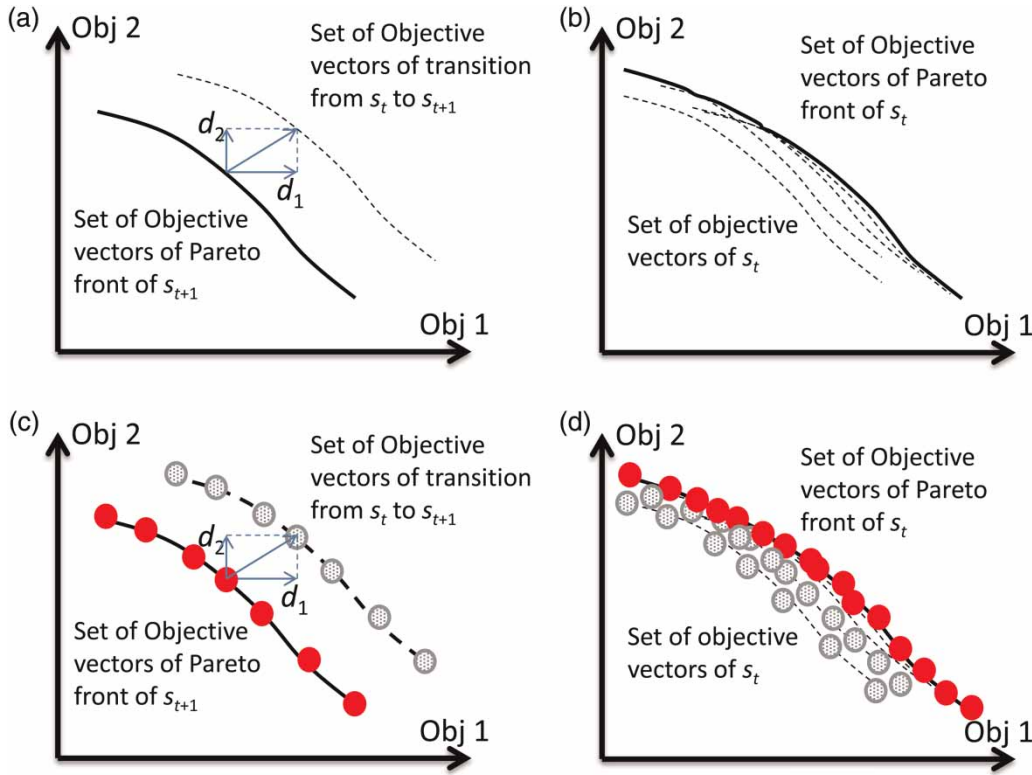 (a)
Obj 2
Set of Objective
vectors of transition
from s_t to s_{t+1}
d_2
d_1
Set of Objective
vectors of Pareto
front of s_{t+1}
Obj 1
(b)
Obj 2
Set of Objective
vectors of Pareto
front of s_t
Set of objective
vectors of s_t
Obj 1
(c)
Obj 2
Set of Objective
vectors of transition
from s_t to s_{t+1}
d_2
d_1
Set of Objective
vectors of Pareto
front of s_{t+1}
Obj 1
(d)
Obj 2
Set of Objective
vectors of Pareto
front of s_t
Set of objective
vectors of s_t
Obj 1